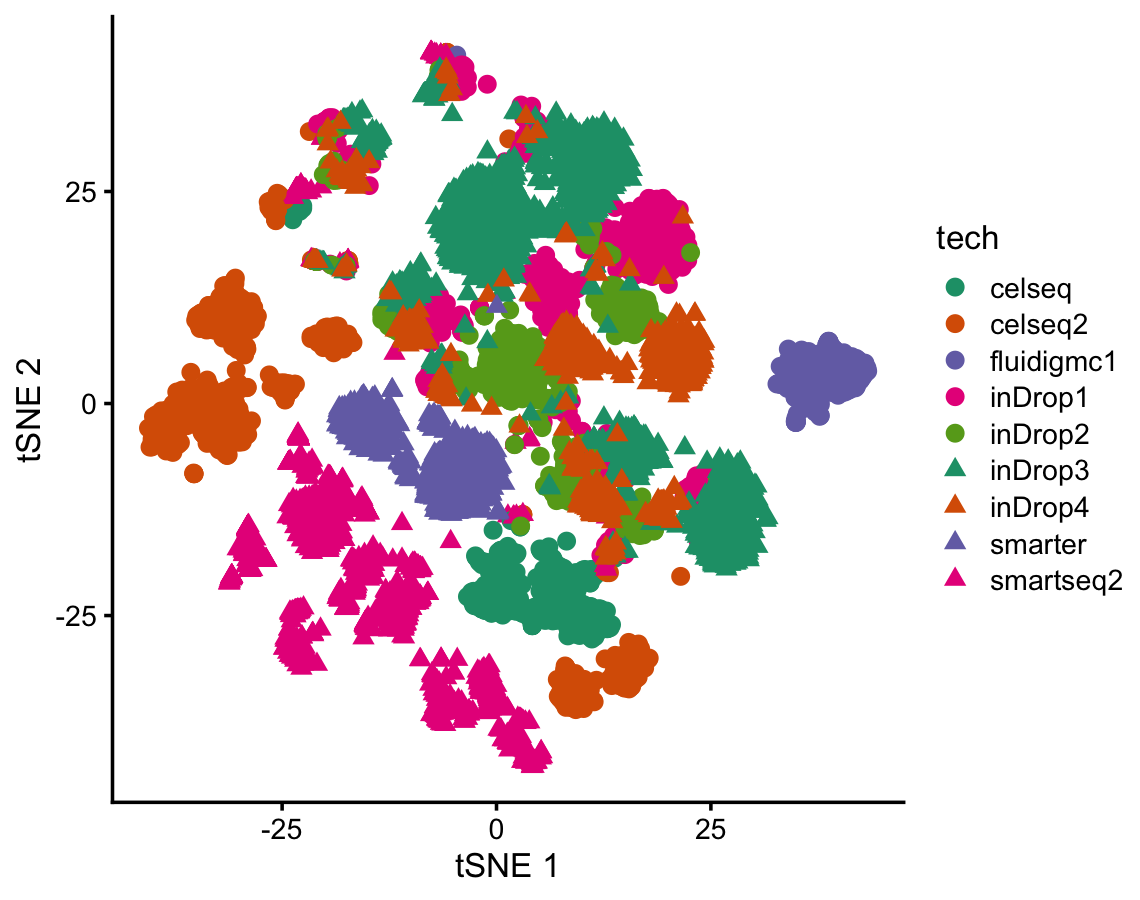 25
0
-25
tSNE 2
-25
0
25
tSNE 1
tech
celseq
celseq2
fluidigmc1
inDrop1
inDrop2
inDrop3
inDrop4
smarter
smartseq2